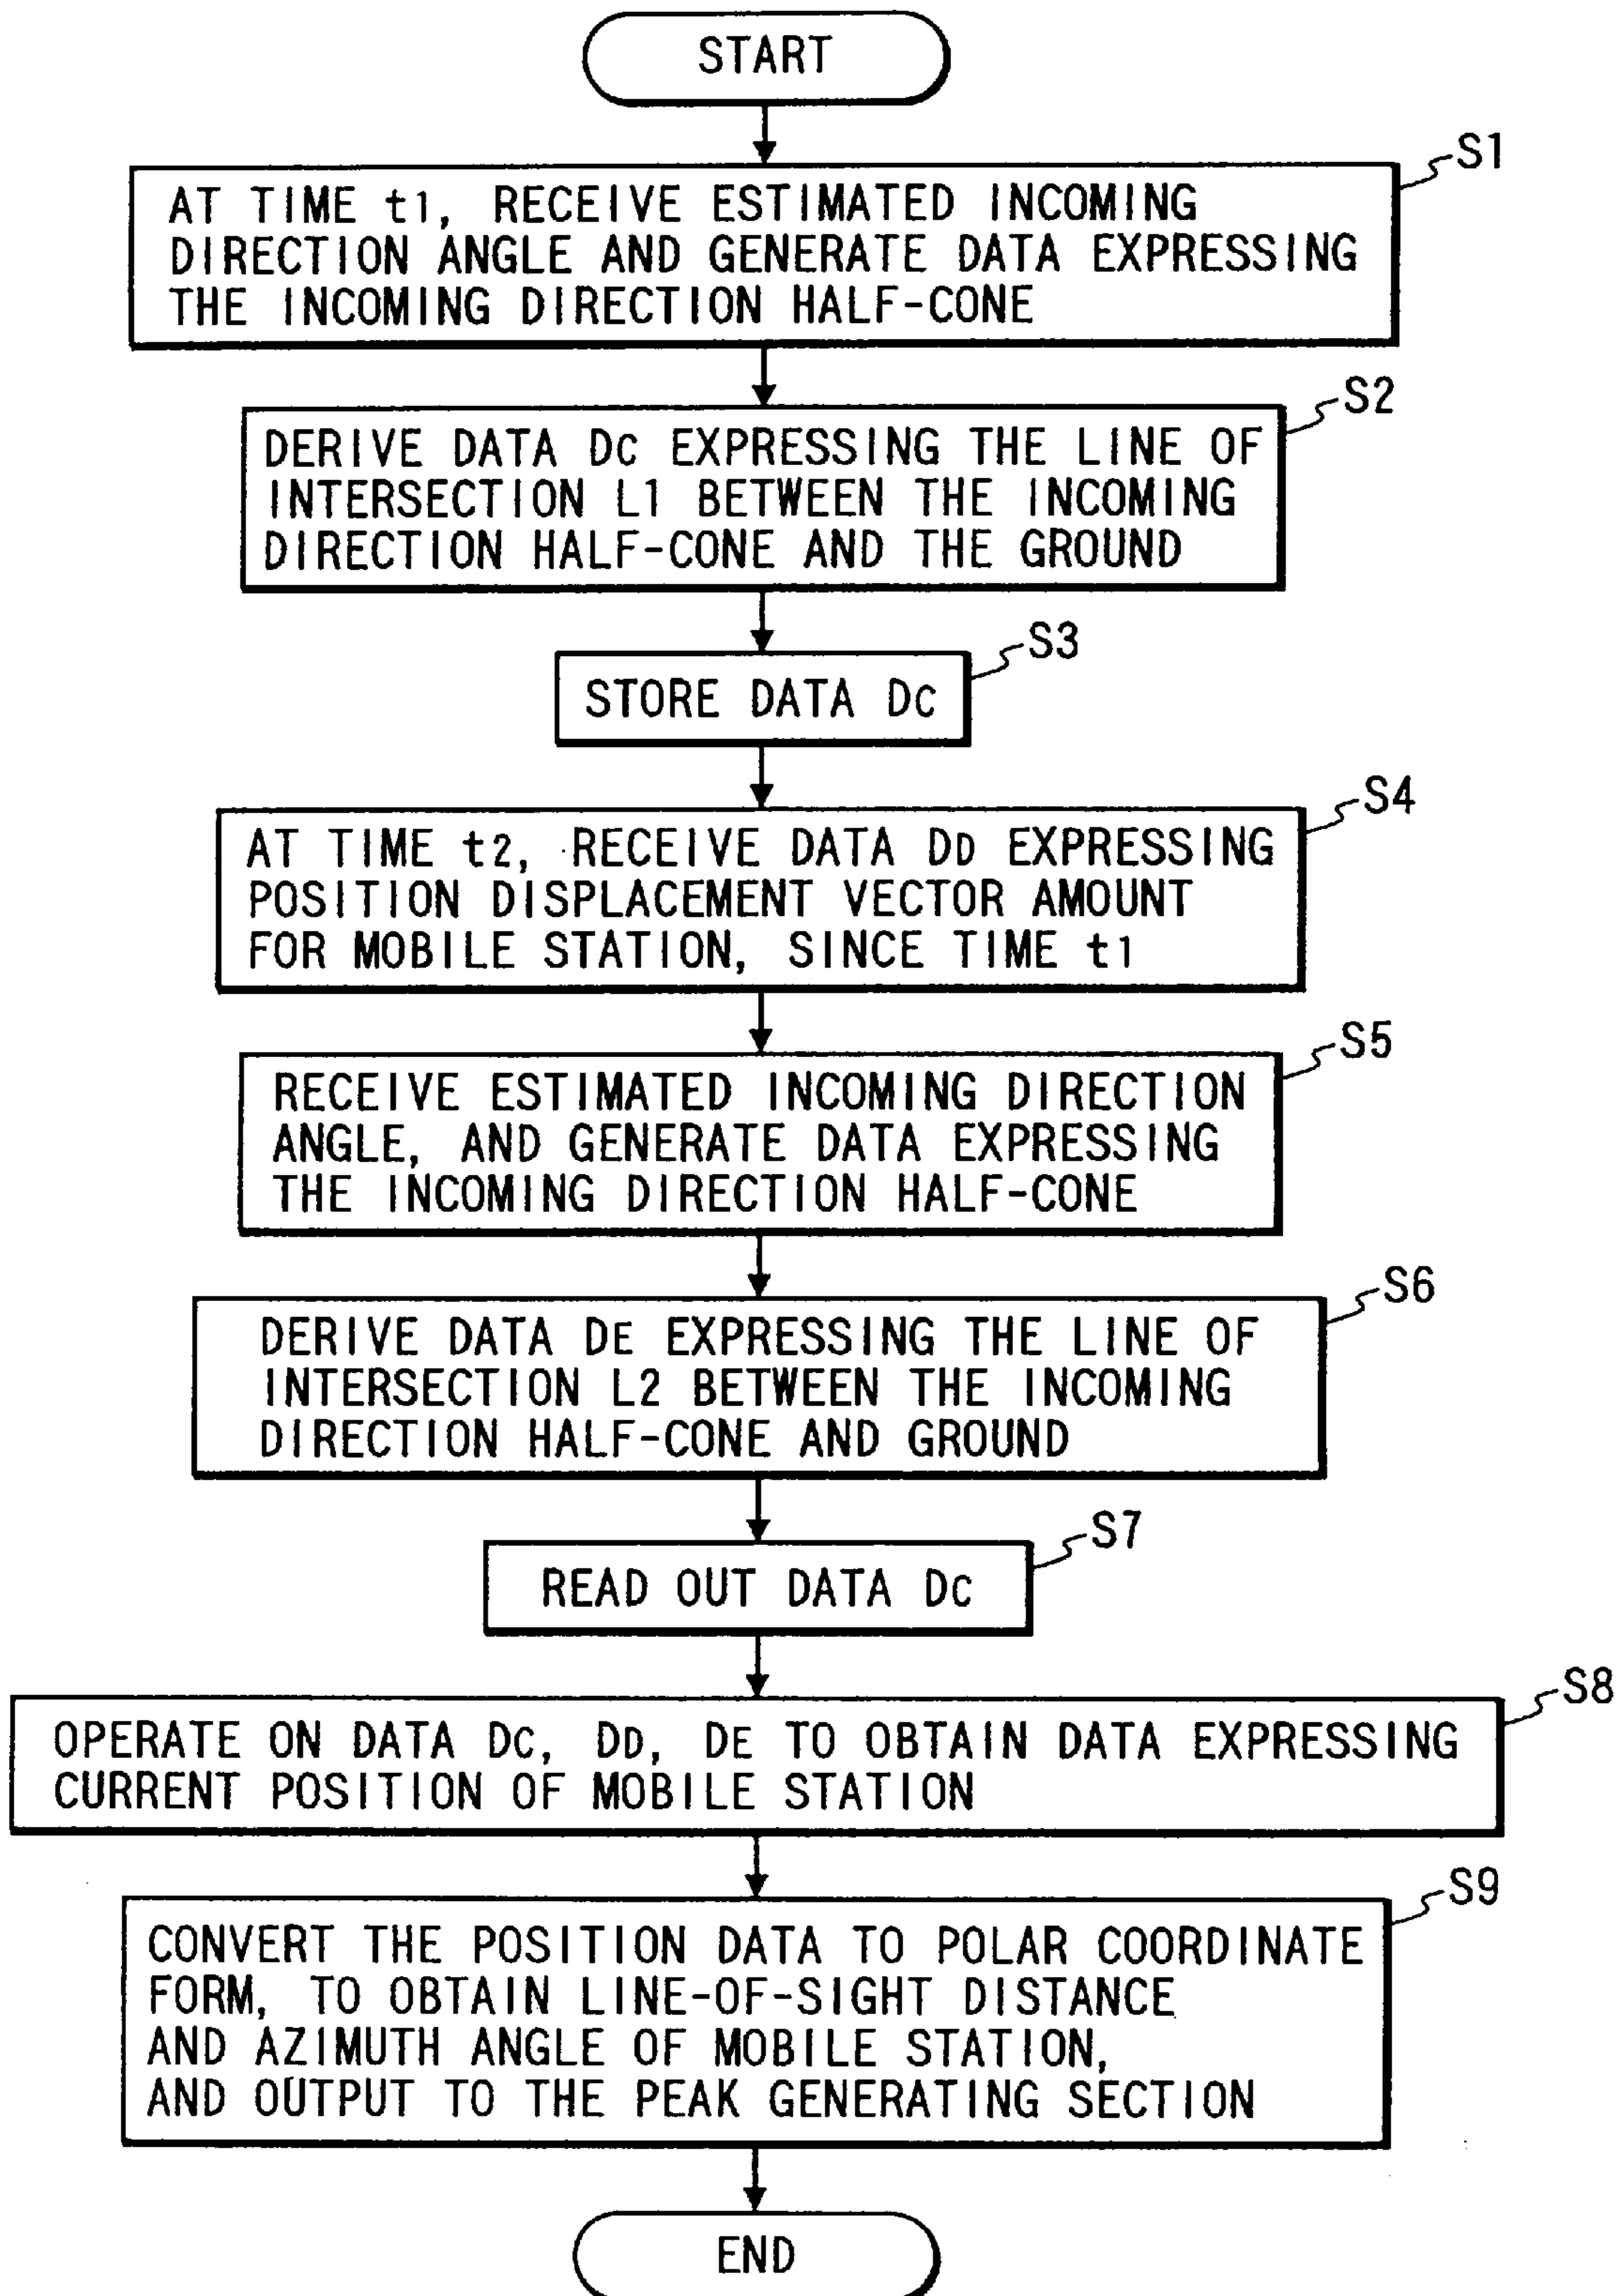 START
S1
AT TIME t1, RECEIVE ESTIMATED INCOMING
DIRECTION ANGLE AND GENERATE DATA EXPRESSING
THE INCOMING DIRECTION HALF-CONE
S2
DERIVE DATA DC EXPRESSING THE LINE OF
INTERSECTION L1 BETWEEN THE INCOMING
DIRECTION HALF-CONE AND THE GROUND
S3
STORE DATA DC
S4
AT TIME t2, RECEIVE DATA DD EXPRESSING
POSITION DISPLACEMENT VECTOR AMOUNT
FOR MOBILE STATION, SINCE TIME t1
S5
RECEIVE ESTIMATED INCOMING DIRECTION
ANGLE, AND GENERATE DATA EXPRESSING
THE INCOMING DIRECTION HALF-CONE
S6
DERIVE DATA DE EXPRESSING THE LINE OF
INTERSECTION L2 BETWEEN THE INCOMING
DIRECTION HALF-CONE AND GROUND
S7
READ OUT DATA DC
S8
OPERATE ON DATA DC, DD, DE TO OBTAIN DATA EXPRESSING
CURRENT POSITION OF MOBILE STATION
S9
CONVERT THE POSITION DATA TO POLAR COORDINATE
FORM, TO OBTAIN LINE-OF-SIGHT DISTANCE
AND AZIMUTH ANGLE OF MOBILE STATION,
AND OUTPUT TO THE PEAK GENERATING SECTION
END